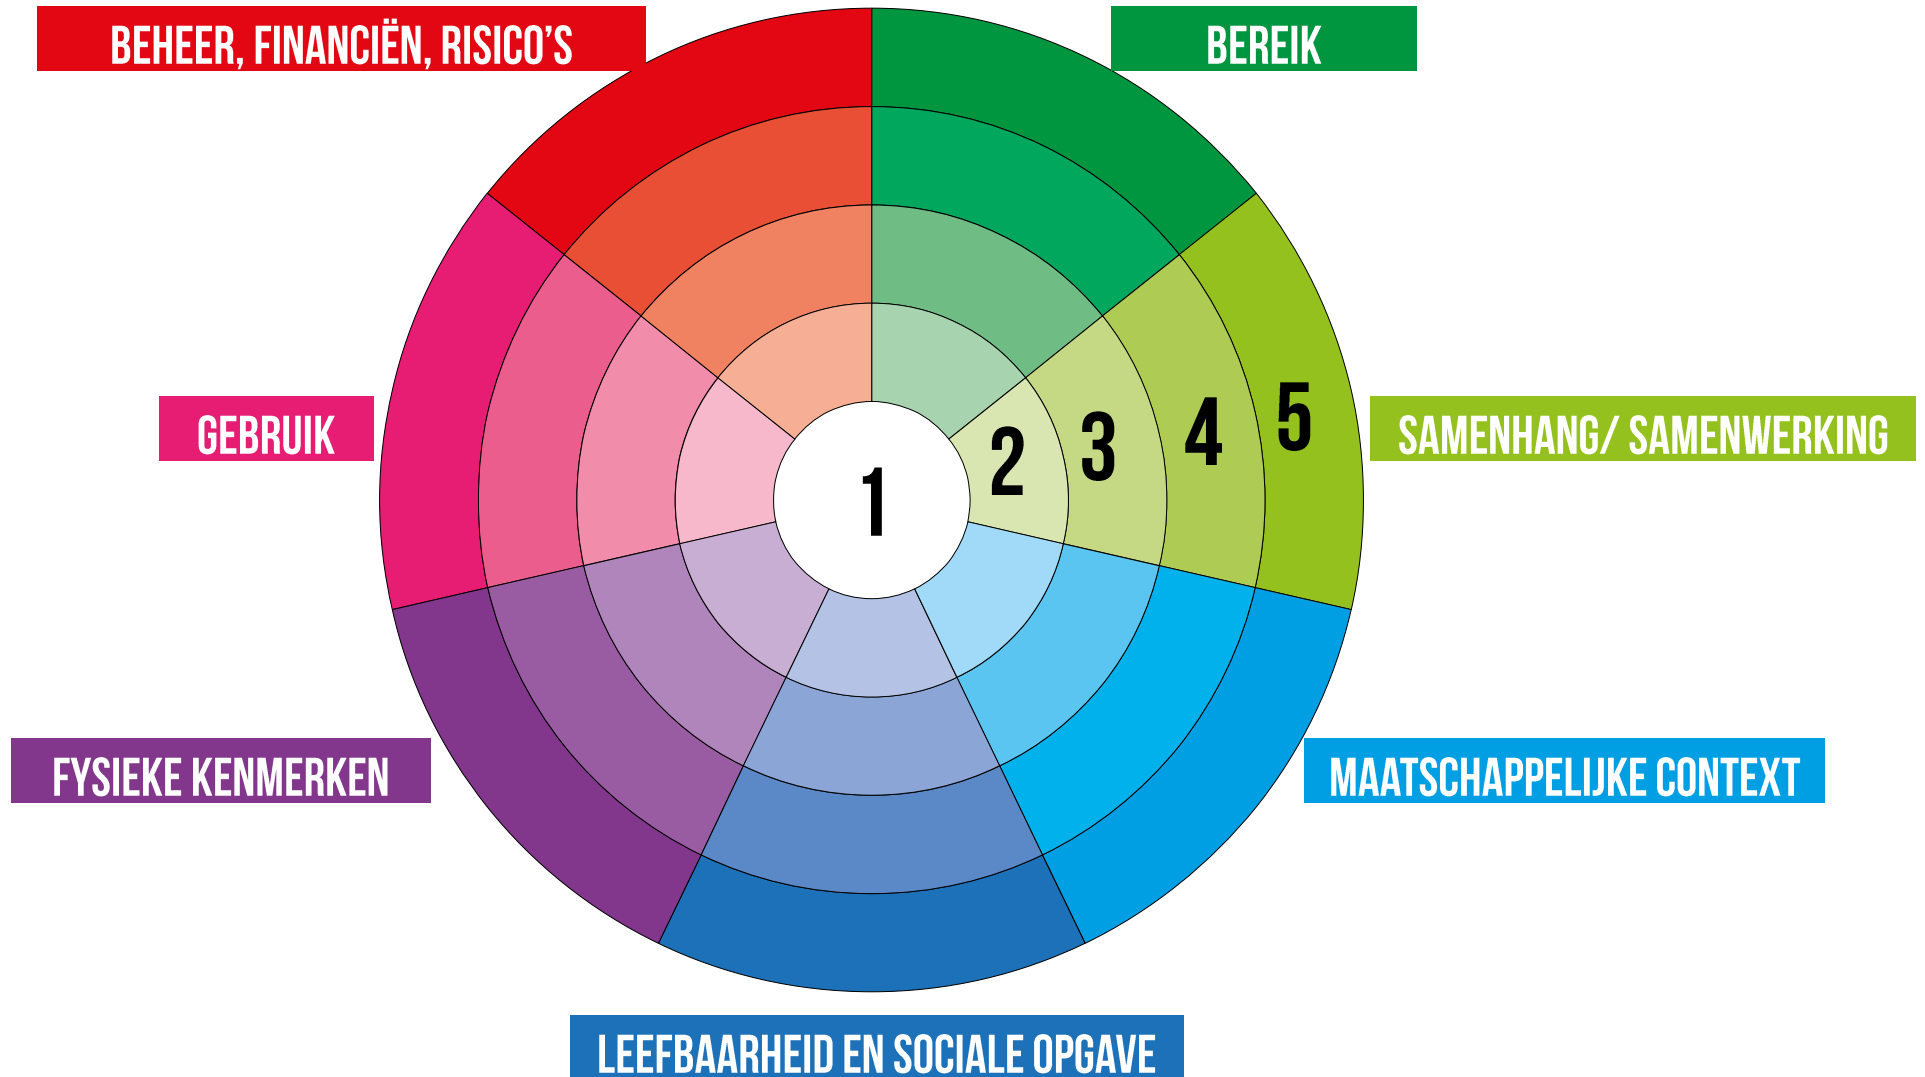 BEHEER, FINANCIËN, RISICO’S
BEREIK
GEBRUIK
1
2
3
4
5
SAMENHANG/ SAMENWERKING
FYSIEKE KENMERKEN
MAATSCHAPPELIJKE CONTEXT
LEEFBAARHEID EN SOCIALE OPGAVE